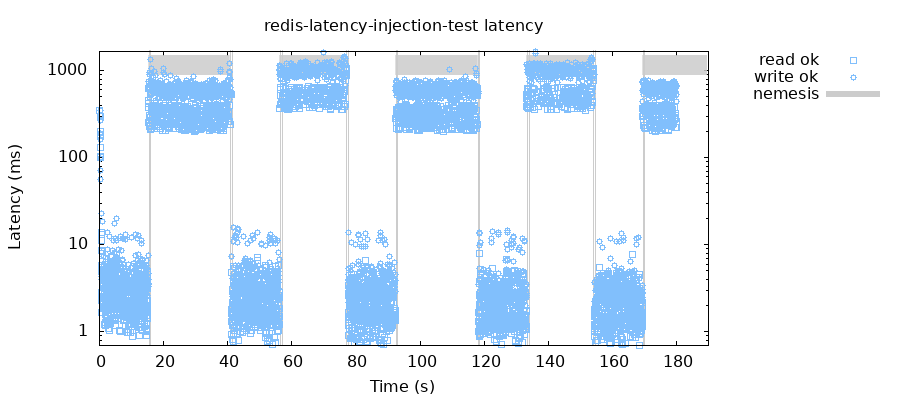 redis-latency-injection-test latency
read ok
write ok
nemesis
Latency (ms)
1000
100
10
1
0 20 40 60 80 100 120 140 160 180
Time (s)